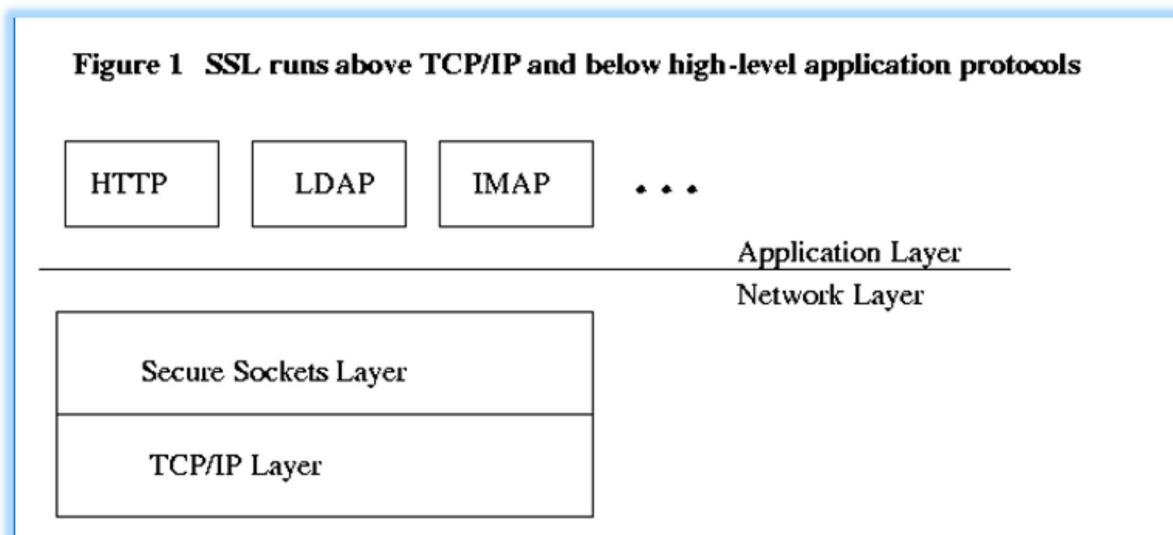 Figure 1 SSL runs above TCP/IP and below high-level application protocols
HTTP LDAP IMAP ...
Application Layer
Network Layer
Secure Sockets Layer
TCP/IP Layer